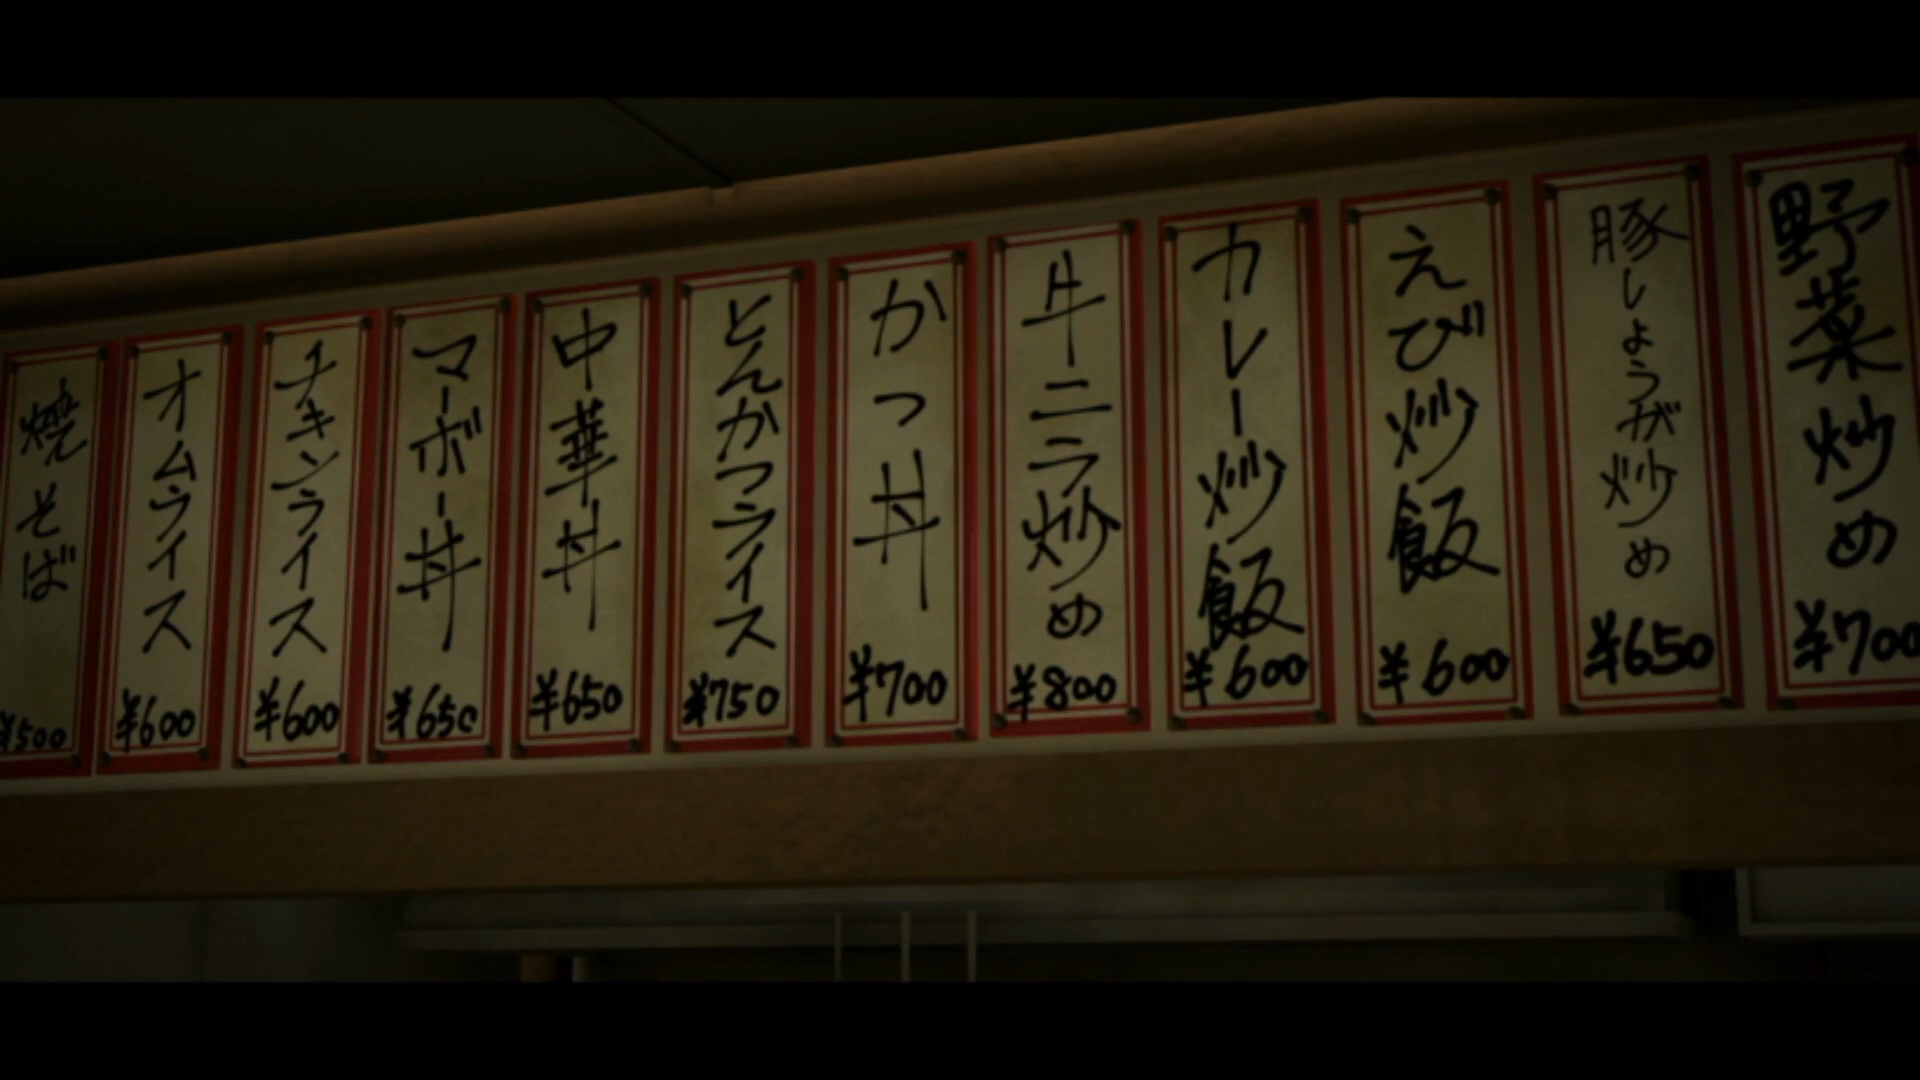 野菜炒め
¥700
豚しょうが炒め
¥650
えび炒飯
¥600
カレー炒飯
¥600
牛ニラ炒め
¥800
かつ丼
¥700
とんかつライス
¥750
中華丼
¥650
マーボー丼
¥650
チキンライス
¥600
オムライス
¥600
焼そば
¥500